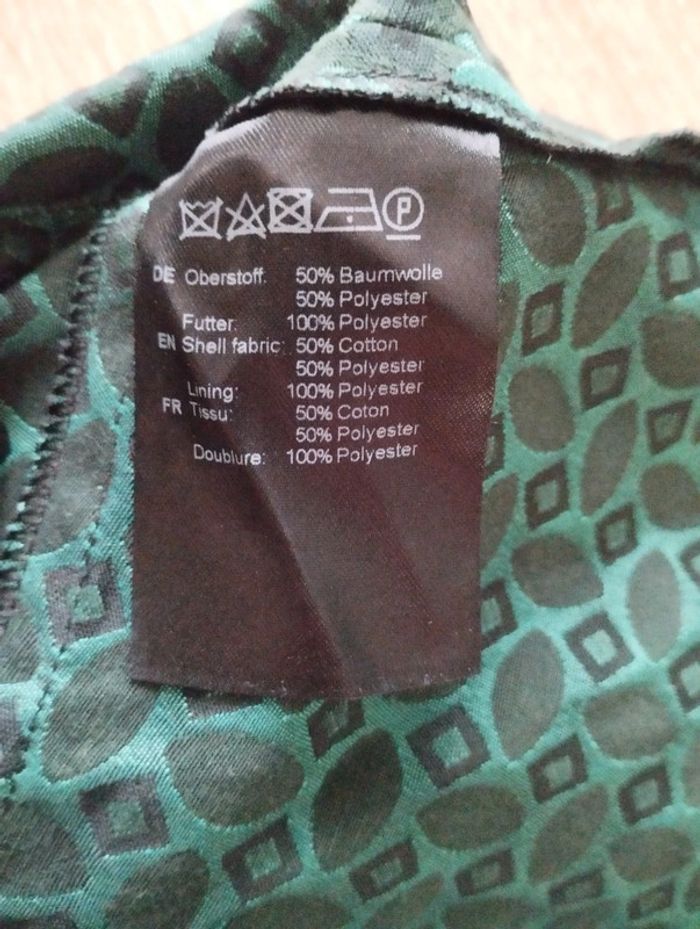 P
DE Oberstoff: 50% Baumwolle
50% Polyester
Futter: 100% Polyester
EN Shell fabric: 50% Cotton
50% Polyester
Lining: 100% Polyester
FR Tissu: 50% Coton
50% Polyester
Doublure: 100% Polyester